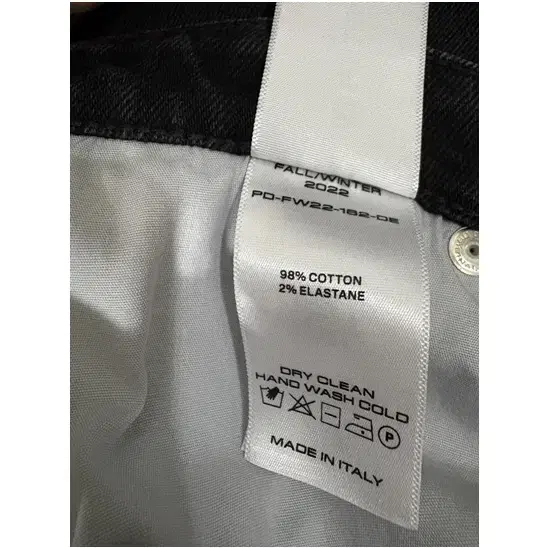 FALL/WINTER
2022
PD-FW22-182-DE
98% COTTON
2% ELASTANE
DRY CLEAN
HAND WASH COLD
P
MADE IN ITALY